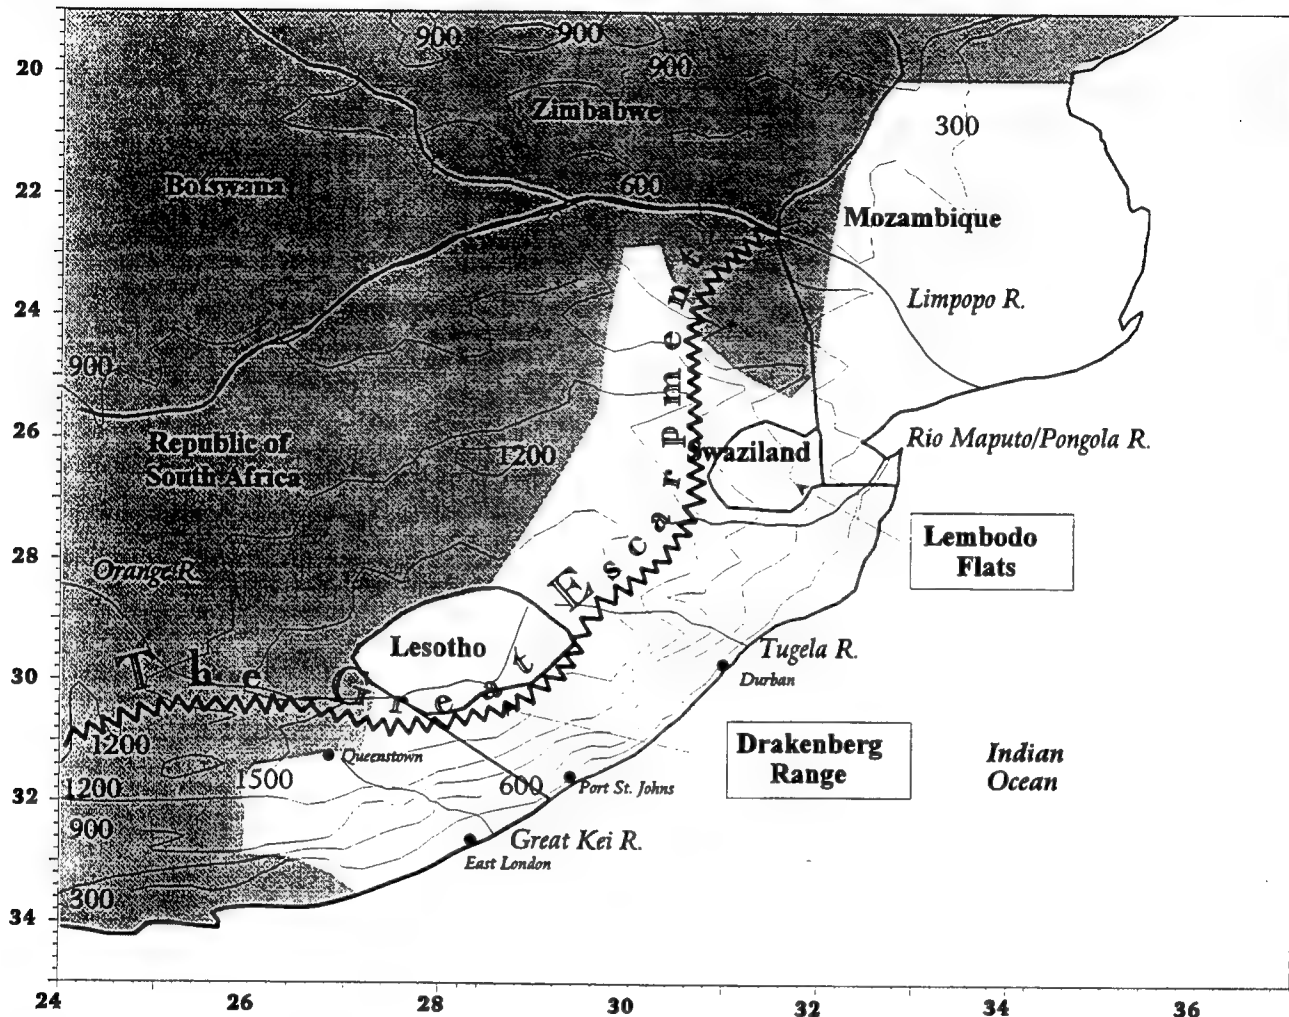 900
900
900
20
Zimbabwe
300
Botswana
600
22
Mozambique
24
Limpopo R.
900
26
Republic of
South Africa
1200
Swaziland
Rio Maputo/Pongola R.
Lembodo
Flats
28
Orange R.
The Great Escarpment
Lesotho
30
Tugela R.
Durban
1200
Queenstown
1500
Drakenberg
Range
Indian
Ocean
1200
600
Port St. Johns
32
900
Great Kei R.
East London
300
34
24
26
28
30
32
34
36